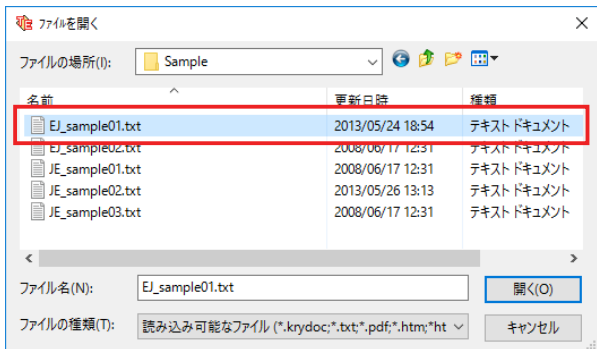 ファイルを開く
ファイルの場所(I): Sample
名前 更新日時 種類
EJ_sample01.txt 2013/05/24 18:54 テキスト ドキュメント
EJ_sample02.txt 2008/06/17 12:31 テキスト ドキュメント
JE_sample01.txt 2008/06/17 12:31 テキスト ドキュメント
JE_sample02.txt 2013/05/26 13:13 テキスト ドキュメント
JE_sample03.txt 2008/06/17 12:31 テキスト ドキュメント
ファイル名(N): EJ_sample01.txt 開く(O)
ファイルの種類(T): 読み込み可能なファイル (*.krydoc;*.txt;*.pdf;*.htm;*ht キャンセル